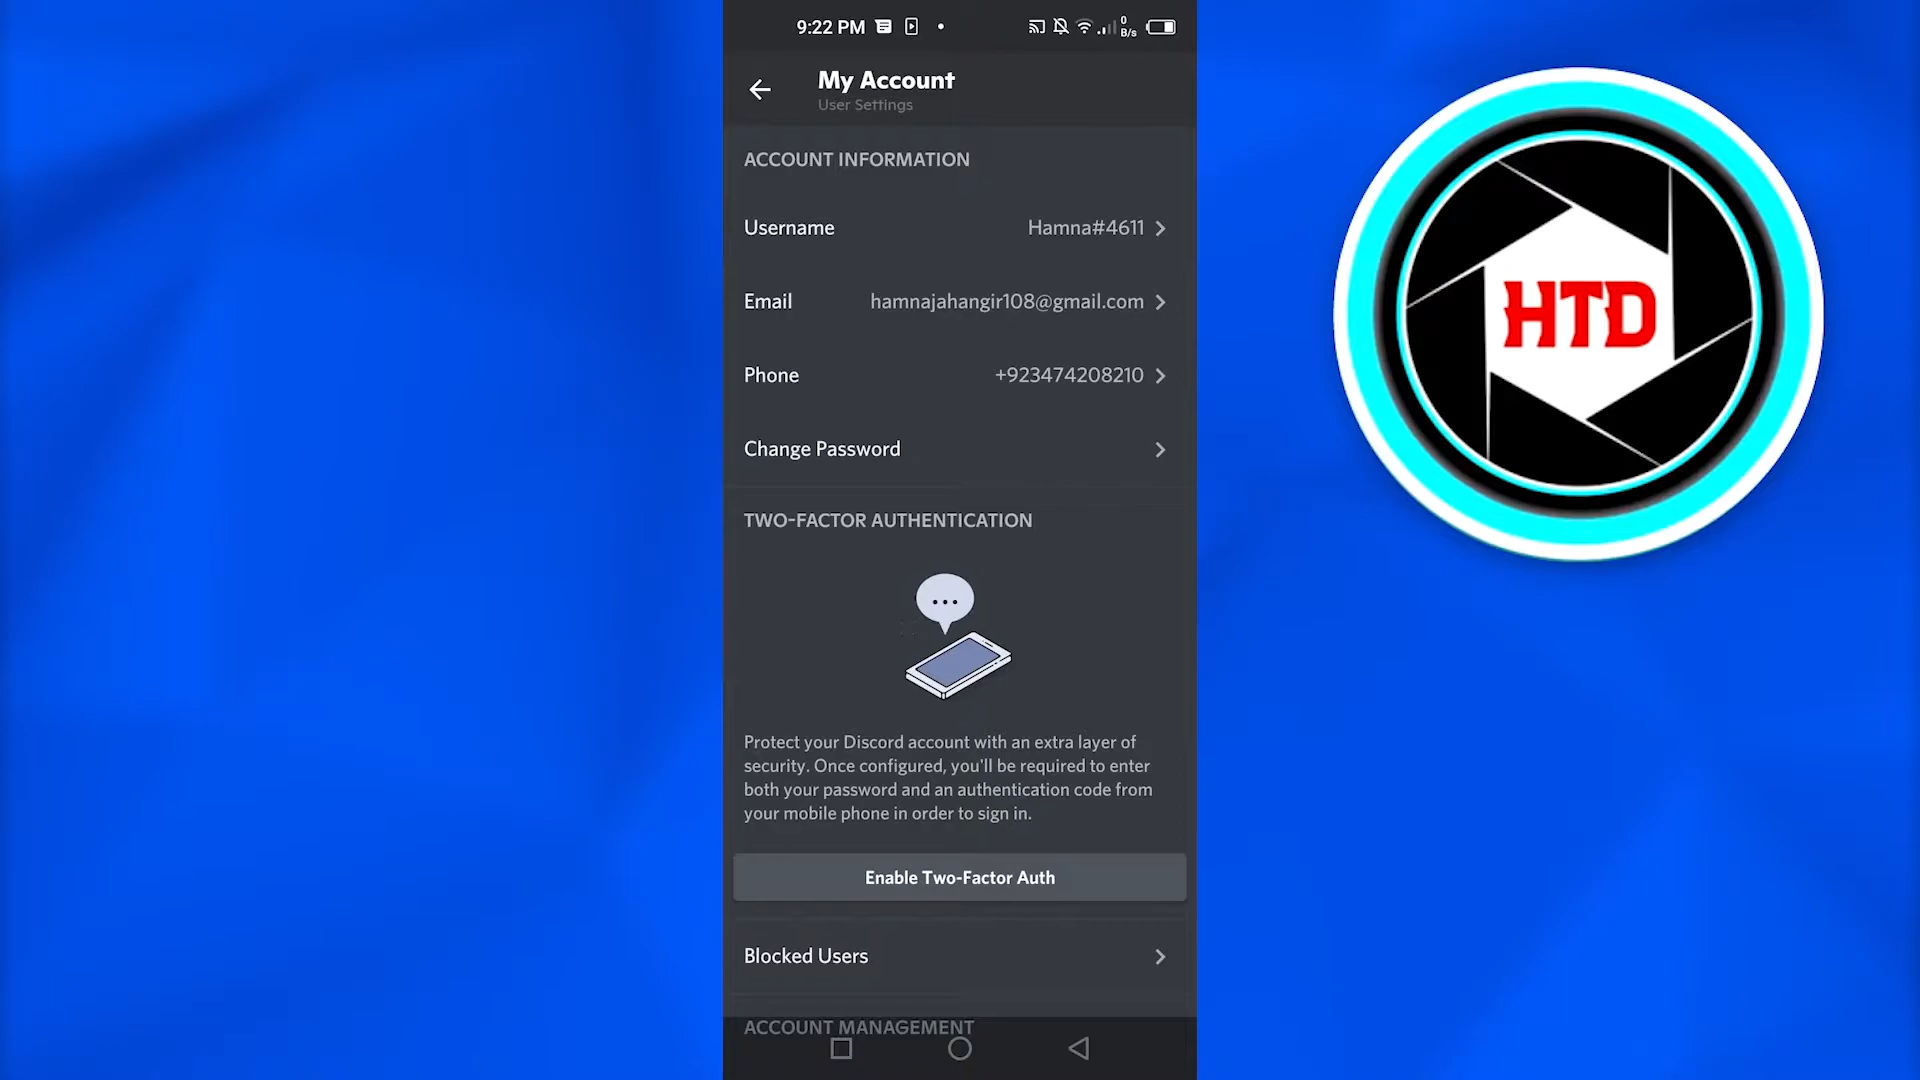 9:22 PM
0
B/s
My Account
User Settings
ACCOUNT INFORMATION
Username Hamna#4611
Email hamnajahangir108@gmail.com
Phone +923474208210
Change Password
TWO-FACTOR AUTHENTICATION
Protect your Discord account with an extra layer of
security. Once configured, you'll be required to enter
both your password and an authentication code from
your mobile phone in order to sign in.
Enable Two-Factor Auth
Blocked Users
ACCOUNT MANAGEMENT
HTD